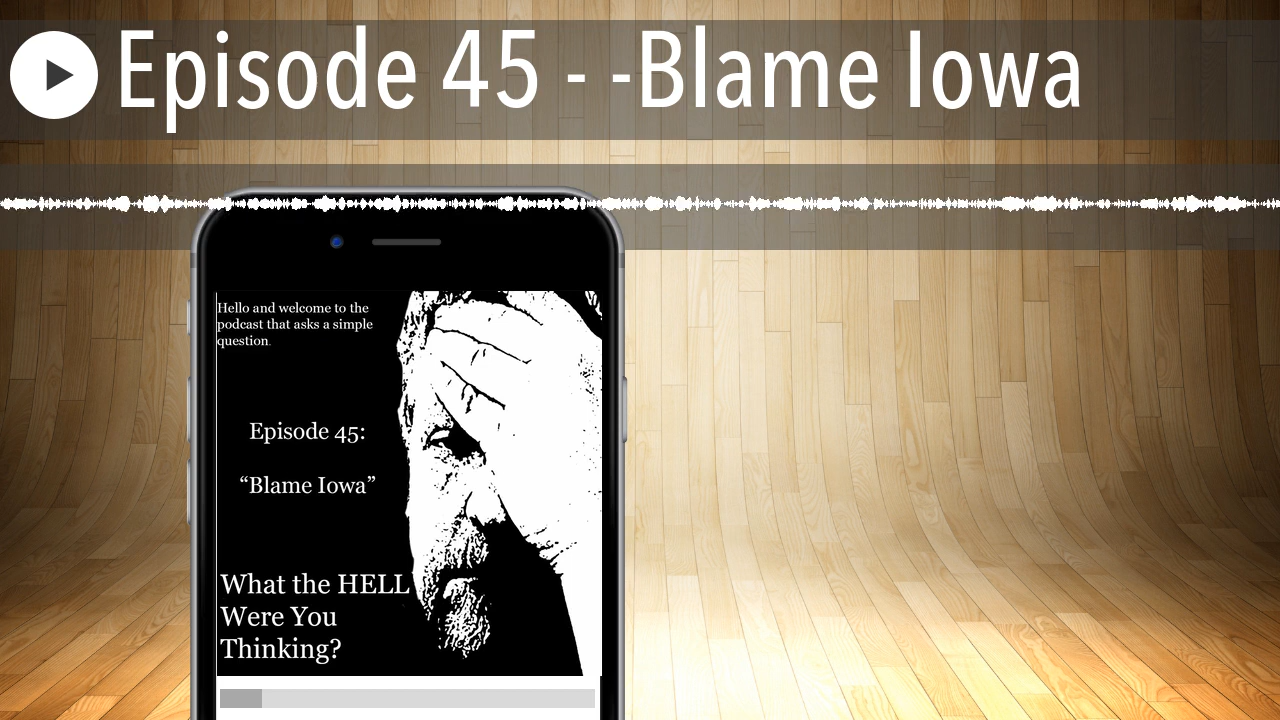 Episode 45 - -Blame Iowa
Hello and welcome to the
podcast that asks a simple
question.
Episode 45:
“Blame Iowa”
What the HELL
Were You
Thinking?